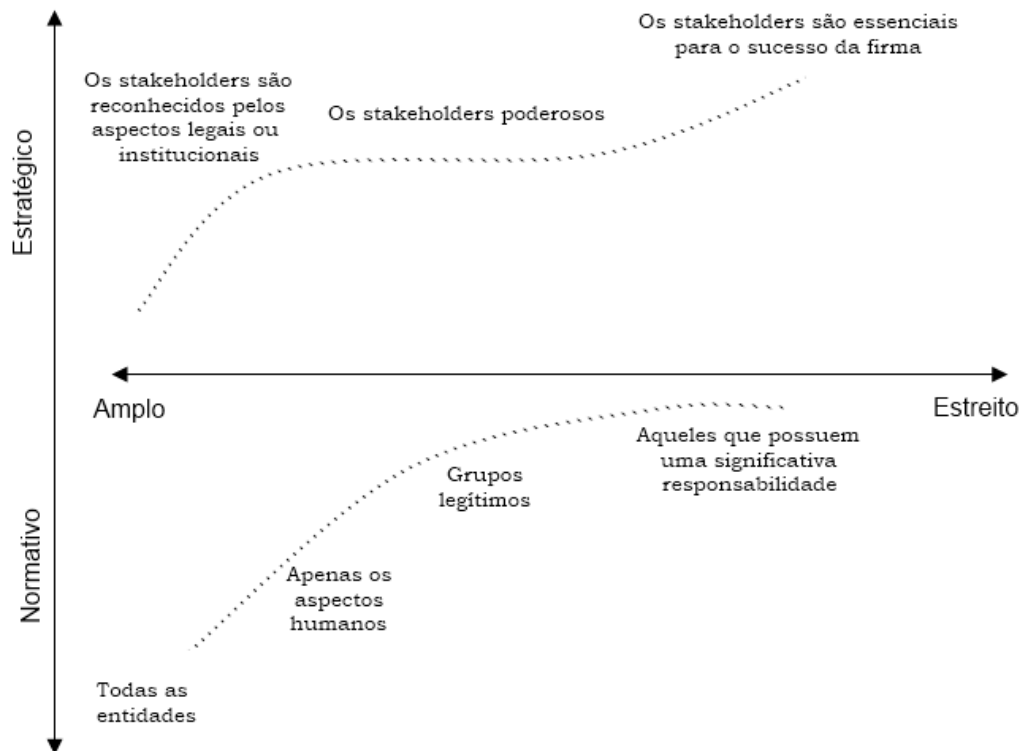 Os stakeholders são essenciais
para o sucesso da firma
Os stakeholders são
reconhecidos pelos
aspectos legais ou
institucionais
Os stakeholders poderosos
Estratégico
Amplo
Estreito
Aqueles que possuem
uma significativa
responsabilidade
Grupos
legítimos
Normativo
Apenas os
aspectos
humanos
Todas as
entidades